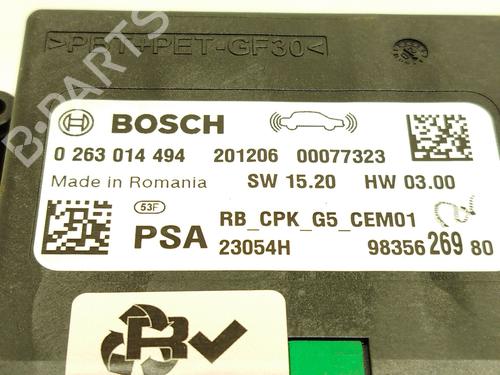 >PBT+PET-GF30<
B-PARTS
BOSCH
0 263 014 494 201206 00077323
Made in Romania SW 15.20 HW 03.00
53F RB_CPK_G5_CEM01
PSA 23054H 98356 269 80